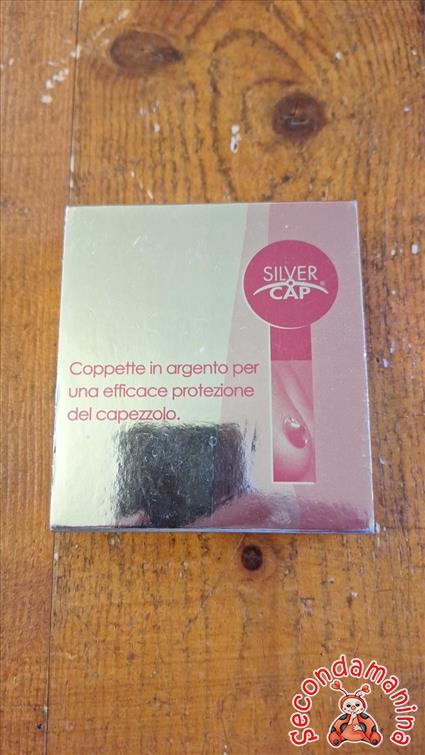 SILVER
CAP®
Coppette in argento per
una efficace protezione
del capezzolo.
secondamanina